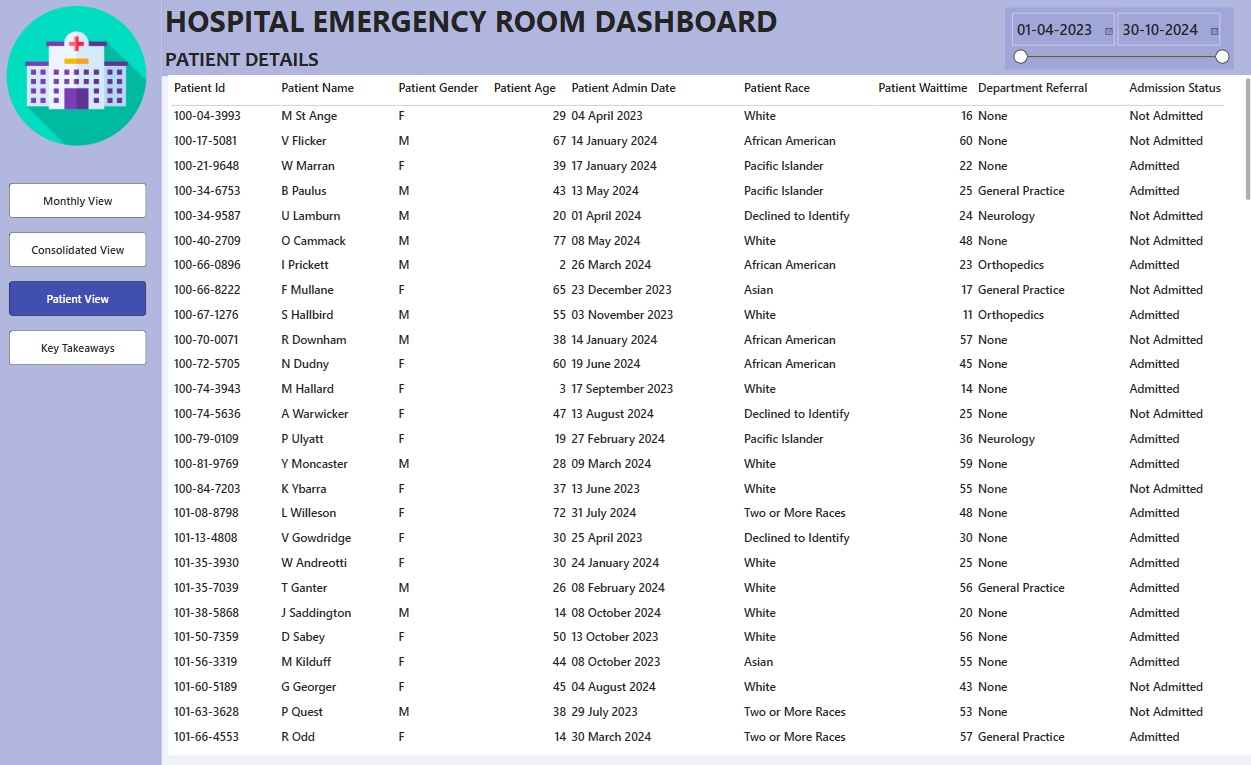 HOSPITAL EMERGENCY ROOM DASHBOARD
01-04-2023 30-10-2024
PATIENT DETAILS
Monthly View
Consolidated View
Patient View
Key Takeaways
Patient Id Patient Name Patient Gender Patient Age Patient Admin Date Patient Race Patient Waittime Department Referral Admission Status
100-04-3993 M St Ange F 29 04 April 2023 White 16 None Not Admitted
100-17-5081 V Flicker M 67 14 January 2024 African American 60 None Not Admitted
100-21-9648 W Marran F 39 17 January 2024 Pacific Islander 22 None Admitted
100-34-6753 B Paulus M 43 13 May 2024 Pacific Islander 25 General Practice Admitted
100-34-9587 U Lamburn M 20 01 April 2024 Declined to Identify 24 Neurology Not Admitted
100-40-2709 O Cammack M 77 08 May 2024 White 48 None Not Admitted
100-66-0896 I Prickett M 2 26 March 2024 African American 23 Orthopedics Admitted
100-66-8222 F Mullane F 65 23 December 2023 Asian 17 General Practice Not Admitted
100-67-1276 S Hallbird M 55 03 November 2023 White 11 Orthopedics Admitted
100-70-0071 R Downham M 38 14 January 2024 African American 57 None Not Admitted
100-72-5705 N Dudny F 60 19 June 2024 African American 45 None Admitted
100-74-3943 M Hallard F 3 17 September 2023 White 14 None Admitted
100-74-5636 A Warwicker F 47 13 August 2024 Declined to Identify 25 None Not Admitted
100-79-0109 P Ulyatt F 19 27 February 2024 Pacific Islander 36 Neurology Admitted
100-81-9769 Y Moncaster M 28 09 March 2024 White 59 None Admitted
100-84-7203 K Ybarra F 37 13 June 2023 White 55 None Not Admitted
101-08-8798 L Willeson F 72 31 July 2024 Two or More Races 48 None Admitted
101-13-4808 V Gowdridge F 30 25 April 2023 Declined to Identify 30 None Admitted
101-35-3930 W Andreotti F 30 24 January 2024 White 25 None Admitted
101-35-7039 T Ganter M 26 08 February 2024 White 56 General Practice Admitted
101-38-5868 J Saddington M 14 08 October 2024 White 20 None Admitted
101-50-7359 D Sabey F 50 13 October 2023 White 56 None Admitted
101-56-3319 M Kilduff F 44 08 October 2023 Asian 55 None Admitted
101-60-5189 G Georger F 45 04 August 2024 White 43 None Not Admitted
101-63-3628 P Quest M 38 29 July 2023 Two or More Races 53 None Not Admitted
101-66-4553 R Odd F 14 30 March 2024 Two or More Races 57 General Practice Admitted